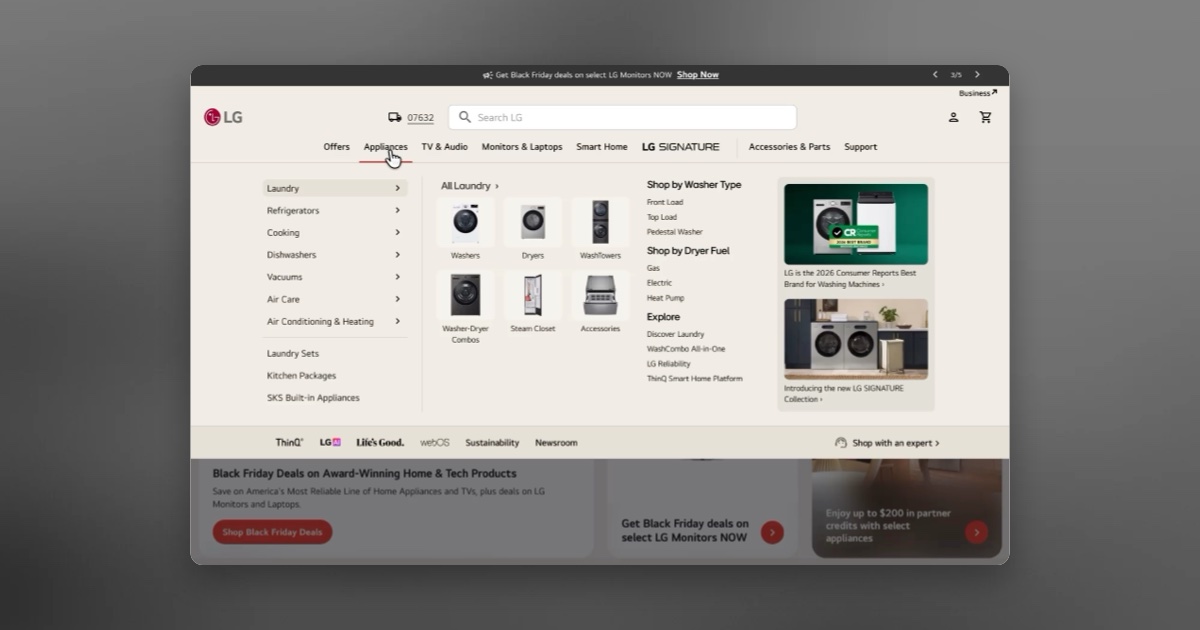 Get Black Friday deals on select LG Monitors NOW Shop Now
3/5
Business
LG
07632
Search LG
Offers
Appliances
TV & Audio
Monitors & Laptops
Smart Home
LG SIGNATURE
Accessories & Parts
Support
Laundry
Refrigerators
Cooking
Dishwashers
Vacuums
Air Care
Air Conditioning & Heating
Laundry Sets
Kitchen Packages
SKS Built-in Appliances
All Laundry
Washers
Dryers
WashTowers
Washer-Dryer
Combos
Steam Closet
Accessories
Shop by Washer Type
Front Load
Top Load
Pedestal Washer
Shop by Dryer Fuel
Gas
Electric
Heat Pump
Explore
Discover Laundry
WashCombo All-in-One
LG Reliability
ThinQ Smart Home Platform
CR Consumer Reports
2026 BEST BRAND
LG is the 2026 Consumer Reports Best
Brand for Washing Machines
Introducing the new LG SIGNATURE
Collection
ThinQ
LG AI
Life's Good.
webOS
Sustainability
Newsroom
Shop with an expert
Black Friday Deals on Award-Winning Home & Tech Products
Save on America's Most Reliable Line of Home Appliances and TVs, plus deals on LG
Monitors and Laptops.
Shop Black Friday Deals
Get Black Friday deals on
select LG Monitors NOW
Enjoy up to $200 in partner
credits with select
appliances